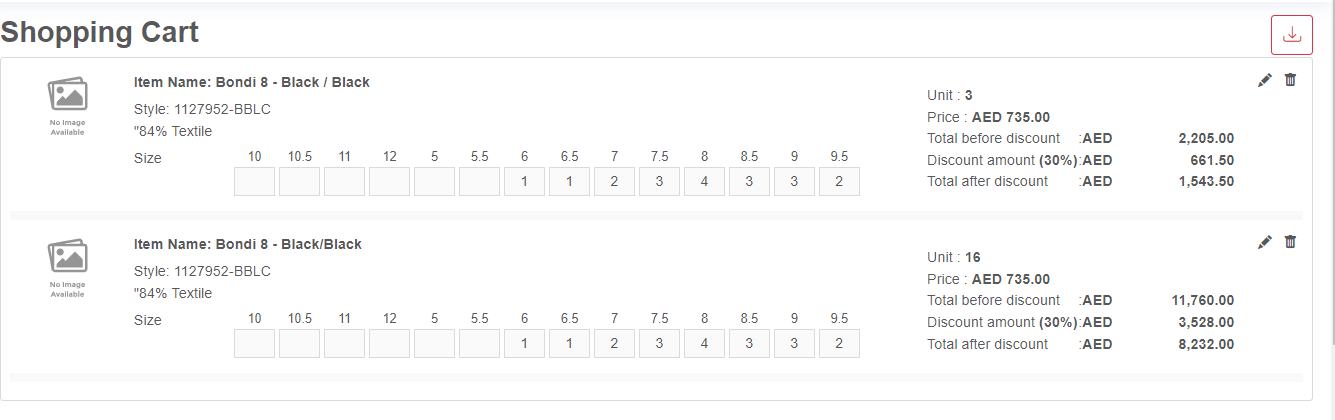 Shopping Cart
No Image
Available
Item Name: Bondi 8 - Black / Black
Style: 1127952-BBLC
"84% Textile
Size 10 10.5 11 12 5 5.5 6 6.5 7 7.5 8 8.5 9 9.5
1 1 2 3 4 3 3 2
Unit : 3
Price : AED 735.00
Total before discount :AED 2,205.00
Discount amount (30%):AED 661.50
Total after discount :AED 1,543.50
No Image
Available
Item Name: Bondi 8 - Black/Black
Style: 1127952-BBLC
"84% Textile
Size 10 10.5 11 12 5 5.5 6 6.5 7 7.5 8 8.5 9 9.5
1 1 2 3 4 3 3 2
Unit : 16
Price : AED 735.00
Total before discount :AED 11,760.00
Discount amount (30%):AED 3,528.00
Total after discount :AED 8,232.00